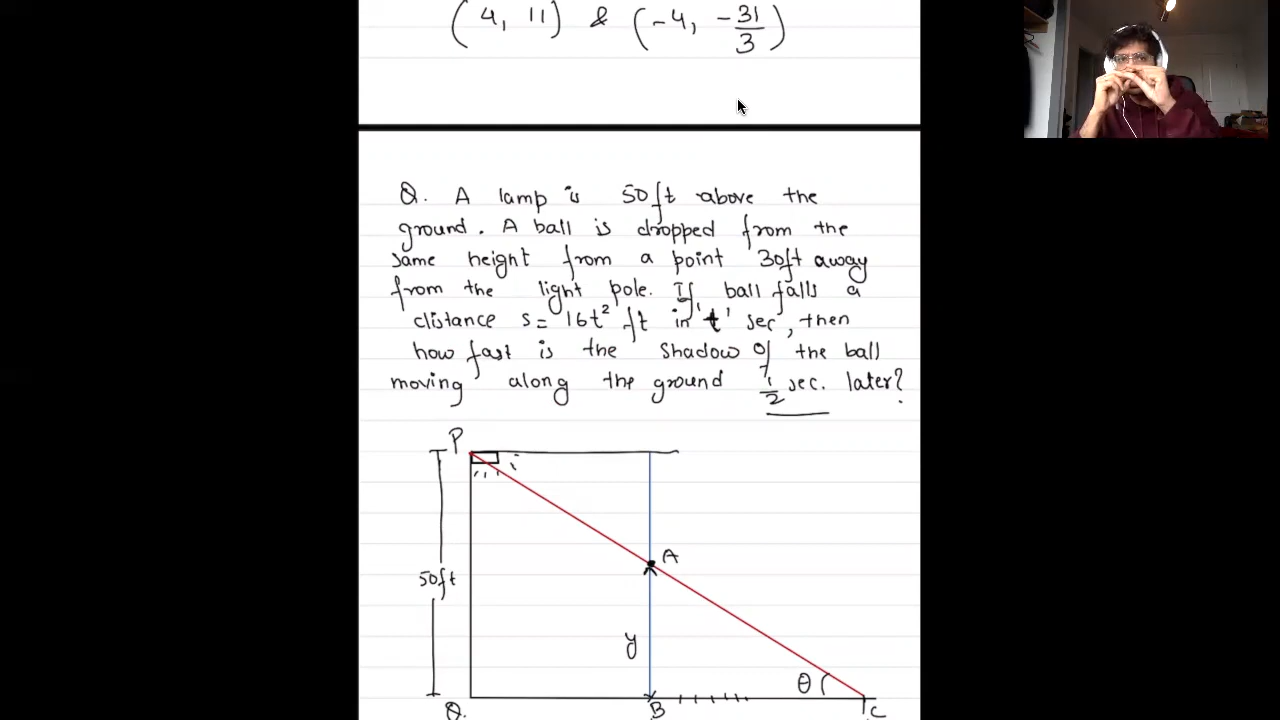 (4, 11) & (-4, -31/3)
Q. A lamp is 50ft above the
ground. A ball is dropped from the
same height from a point 30ft away
from the light pole. If ball falls a
distance s= 16t² ft in 't' sec, then
how fast is the shadow of the ball
moving along the ground 1/2 sec. later?
P
A
50ft
y
θ
Q.
B
C